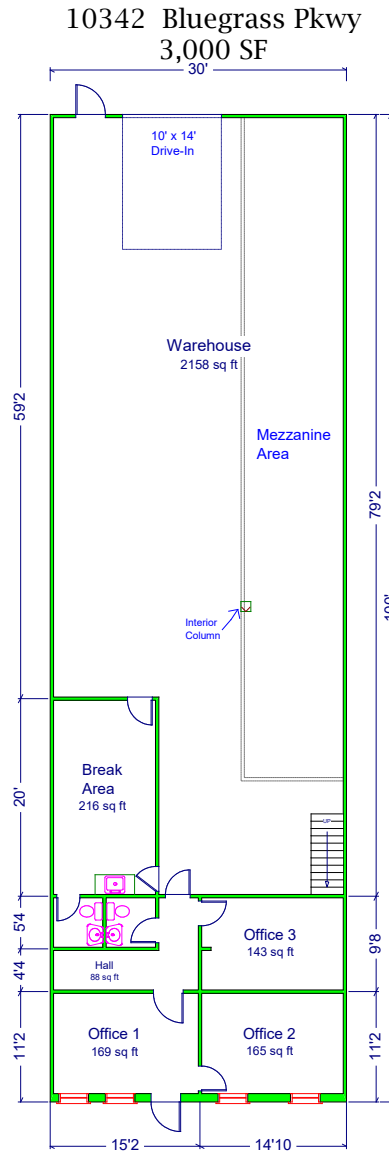 10342 Bluegrass Pkwy
3,000 SF
30'
10' x 14'
Drive-In
Warehouse
2158 sq ft
59'2
Mezzanine
Area
79'2
100'
Interior
Column
Break
Area
216 sq ft
20'
UP
5'4
Office 3
143 sq ft
9'8
4'4
Hall
88 sq ft
Office 1
169 sq ft
Office 2
165 sq ft
11'2
11'2
15'2
14'10